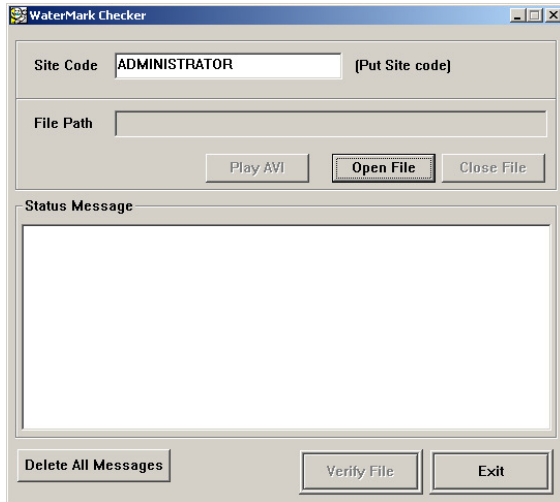 WaterMark Checker
Site Code ADMINISTRATOR (Put Site code)
File Path
Play AVI Open File Close File
Status Message
Delete All Messages Verify File Exit